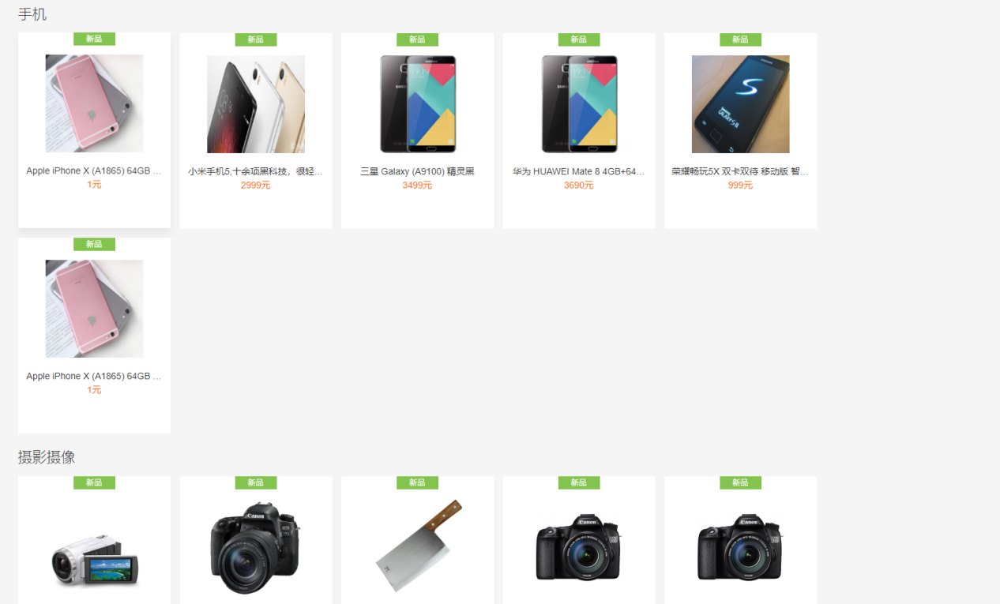 手机
新品
新品
新品
新品
新品
Apple iPhone X (A1865) 64GB ...
小米手机5,十余项黑科技，很轻...
三星 Galaxy (A9100) 精灵黑
华为 HUAWEI Mate 8 4GB+64...
荣耀畅玩5X 双卡双待 移动版 智...
1元
2999元
3499元
3690元
999元
新品
Apple iPhone X (A1865) 64GB ...
1元
摄影摄像
新品
新品
新品
新品
新品
Canon
EOS
Canon
Canon